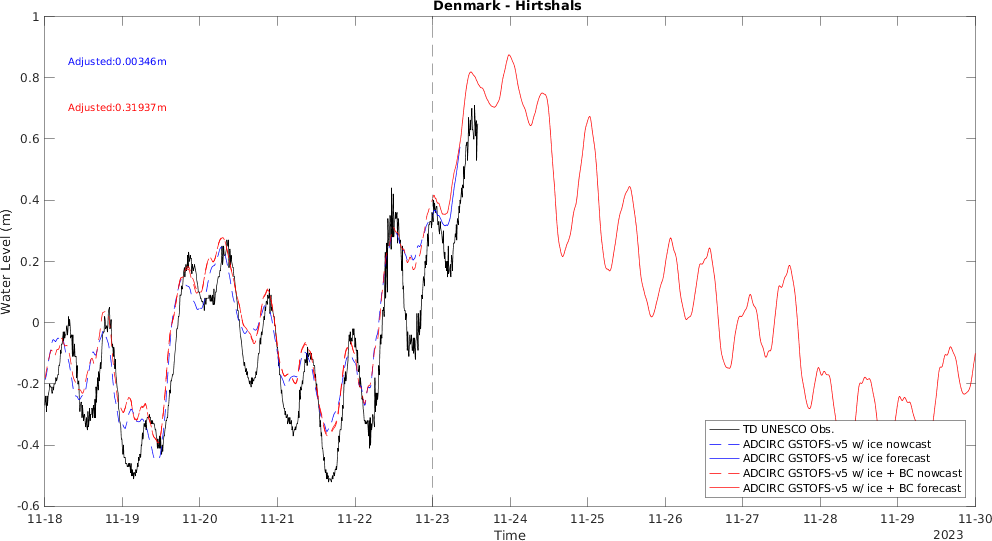 Denmark - Hirtshals
Adjusted:0.00346m
Adjusted:0.31937m
Water Level (m)
1
0.8
0.6
0.4
0.2
0
-0.2
-0.4
-0.6
TD UNESCO Obs.
ADCIRC GSTOFS-v5 w/ ice nowcast
ADCIRC GSTOFS-v5 w/ ice forecast
ADCIRC GSTOFS-v5 w/ ice + BC nowcast
ADCIRC GSTOFS-v5 w/ ice + BC forecast
11-18 11-19 11-20 11-21 11-22 11-23 11-24 11-25 11-26 11-27 11-28 11-29 11-30
Time
2023